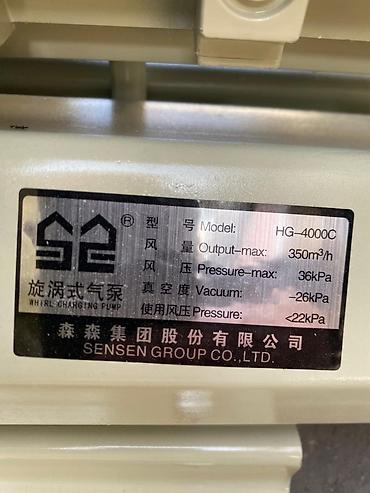 ®
型 号 Model: HG-4000C
风 量 Output-max: 350m³/h
风 压 Pressure-max: 36kPa
真 空 度 Vacuum: -26kPa
使用风压 Pressure: <22kPa
旋涡式气泵
WHIRL CHARGING PUMP
森森集团股份有限公司
SENSEN GROUP CO.,LTD.